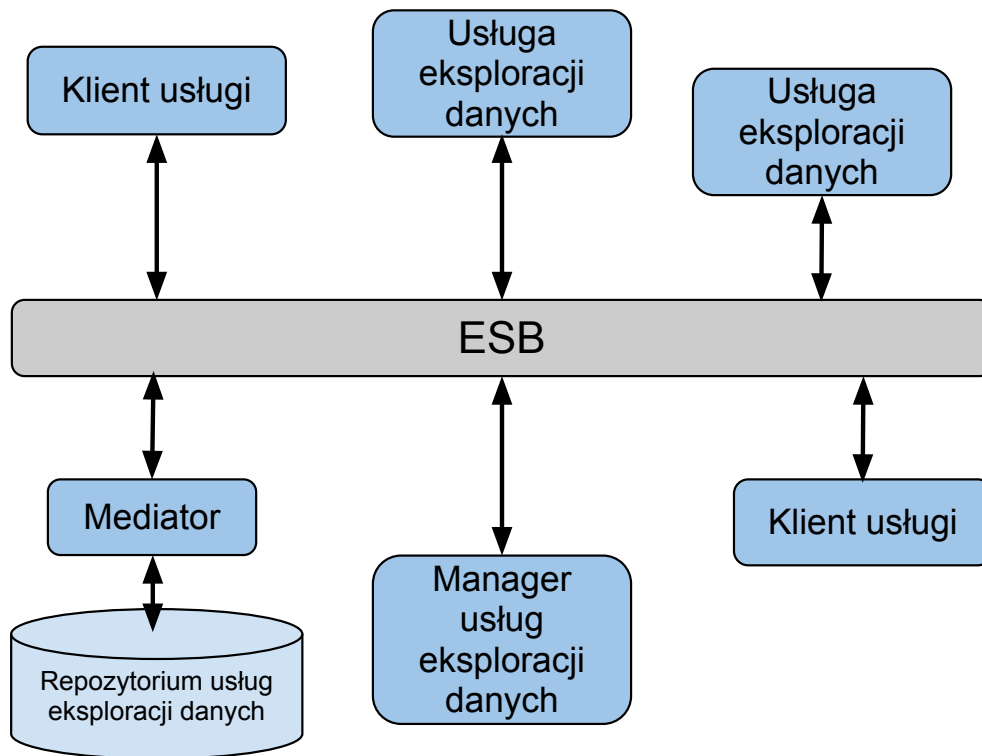 Klient usługi
Usługa
eksploracji
danych
Usługa
eksploracji
danych
ESB
Mediator
Klient usługi
Manager
usług
eksploracji
danych
Repozytorium usług
eksploracji danych